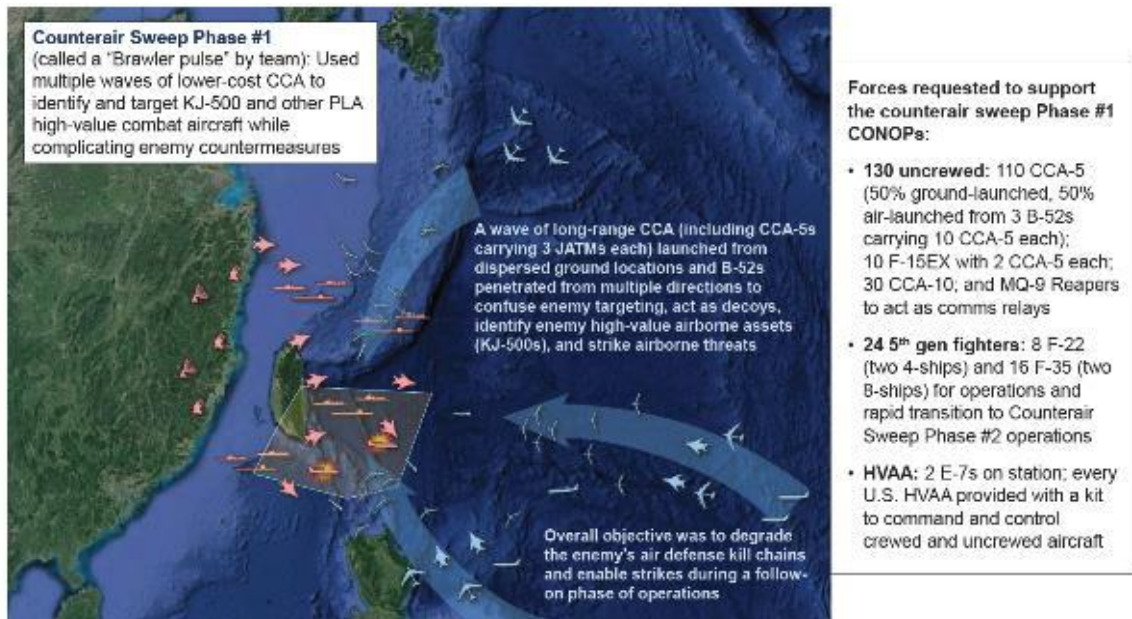 Counterair Sweep Phase #1
(called a "Brawler pulse" by team): Used
multiple waves of lower-cost CCA to
identify and target KJ-500 and other PLA
high-value combat aircraft while
complicating enemy countermeasures
A wave of long-range CCA (including CCA-5s
carrying 3 JATMs each) launched from
dispersed ground locations and B-52s
penetrated from multiple directions to
confuse enemy targeting, act as decoys,
identify enemy high-value airborne assets
(KJ-500s), and strike airborne threats
Overall objective was to degrade
the enemy's air defense kill chains
and enable strikes during a follow-
on phase of operations
Forces requested to support
the counterair sweep Phase #1
CONOPs:
• 130 uncrewed: 110 CCA-5
(50% ground-launched, 50%
air-launched from 3 B-52s
carrying 10 CCA-5 each);
10 F-15EX with 2 CCA-5 each;
30 CCA-10; and MQ-9 Reapers
to act as comms relays
• 24 5th gen fighters: 8 F-22
(two 4-ships) and 16 F-35 (two
8-ships) for operations and
rapid transition to Counterair
Sweep Phase #2 operations
• HVAA: 2 E-7s on station; every
U.S. HVAA provided with a kit
to command and control
crewed and uncrewed aircraft